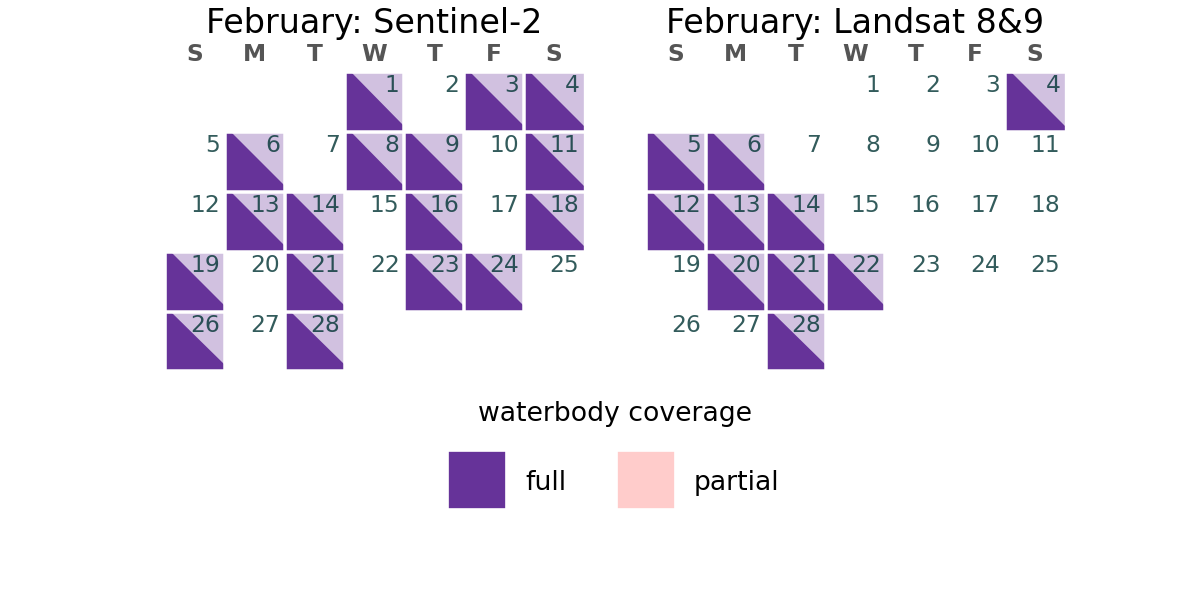 February: Sentinel-2
S M T W T F S
1 2 3 4
5 6 7 8 9 10 11
12 13 14 15 16 17 18
19 20 21 22 23 24 25
26 27 28
February: Landsat 8&9
S M T W T F S
1 2 3 4
5 6 7 8 9 10 11
12 13 14 15 16 17 18
19 20 21 22 23 24 25
26 27 28
waterbody coverage
full partial